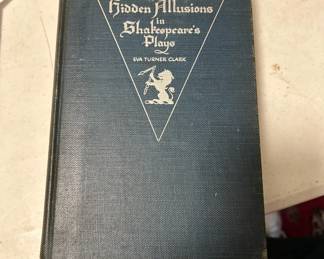 Hidden Allusions
in
Shakespeare's
Plays
EVA TURNER CLARK